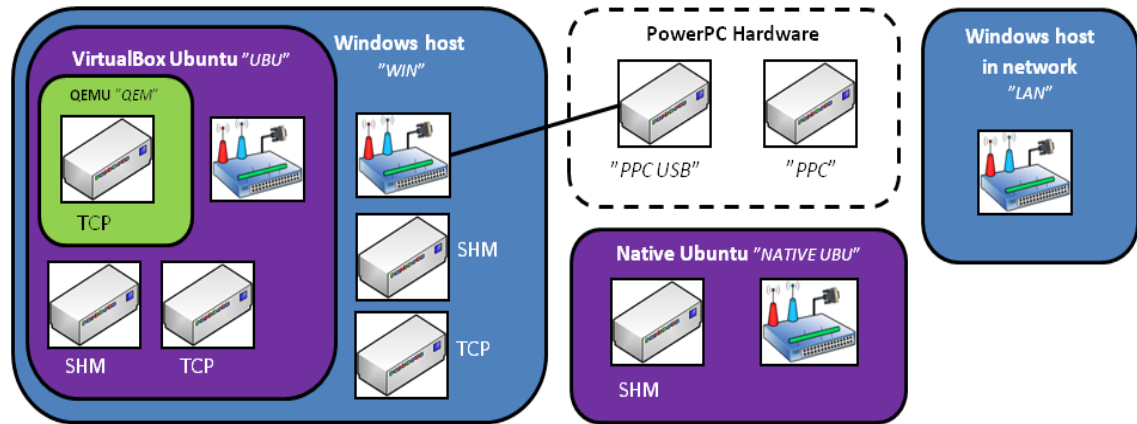 VirtualBox Ubuntu "UBU"
QEMU "QEM"
TCP
SHM
TCP
Windows host
"WIN"
SHM
TCP
PowerPC Hardware
"PPC USB"
"PPC"
Native Ubuntu "NATIVE UBU"
SHM
Windows host
in network
"LAN"